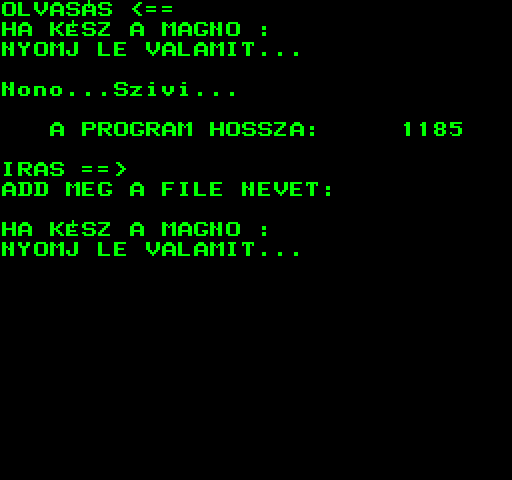 OLVASÁS <==
HA KÉSZ A MAGNO :
NYOMJ LE VALAMIT...
Nono...Szivi...
A PROGRAM HOSSZA: 1185
IRAS ==>
ADD MEG A FILE NEVET:
HA KÉSZ A MAGNO :
NYOMJ LE VALAMIT...